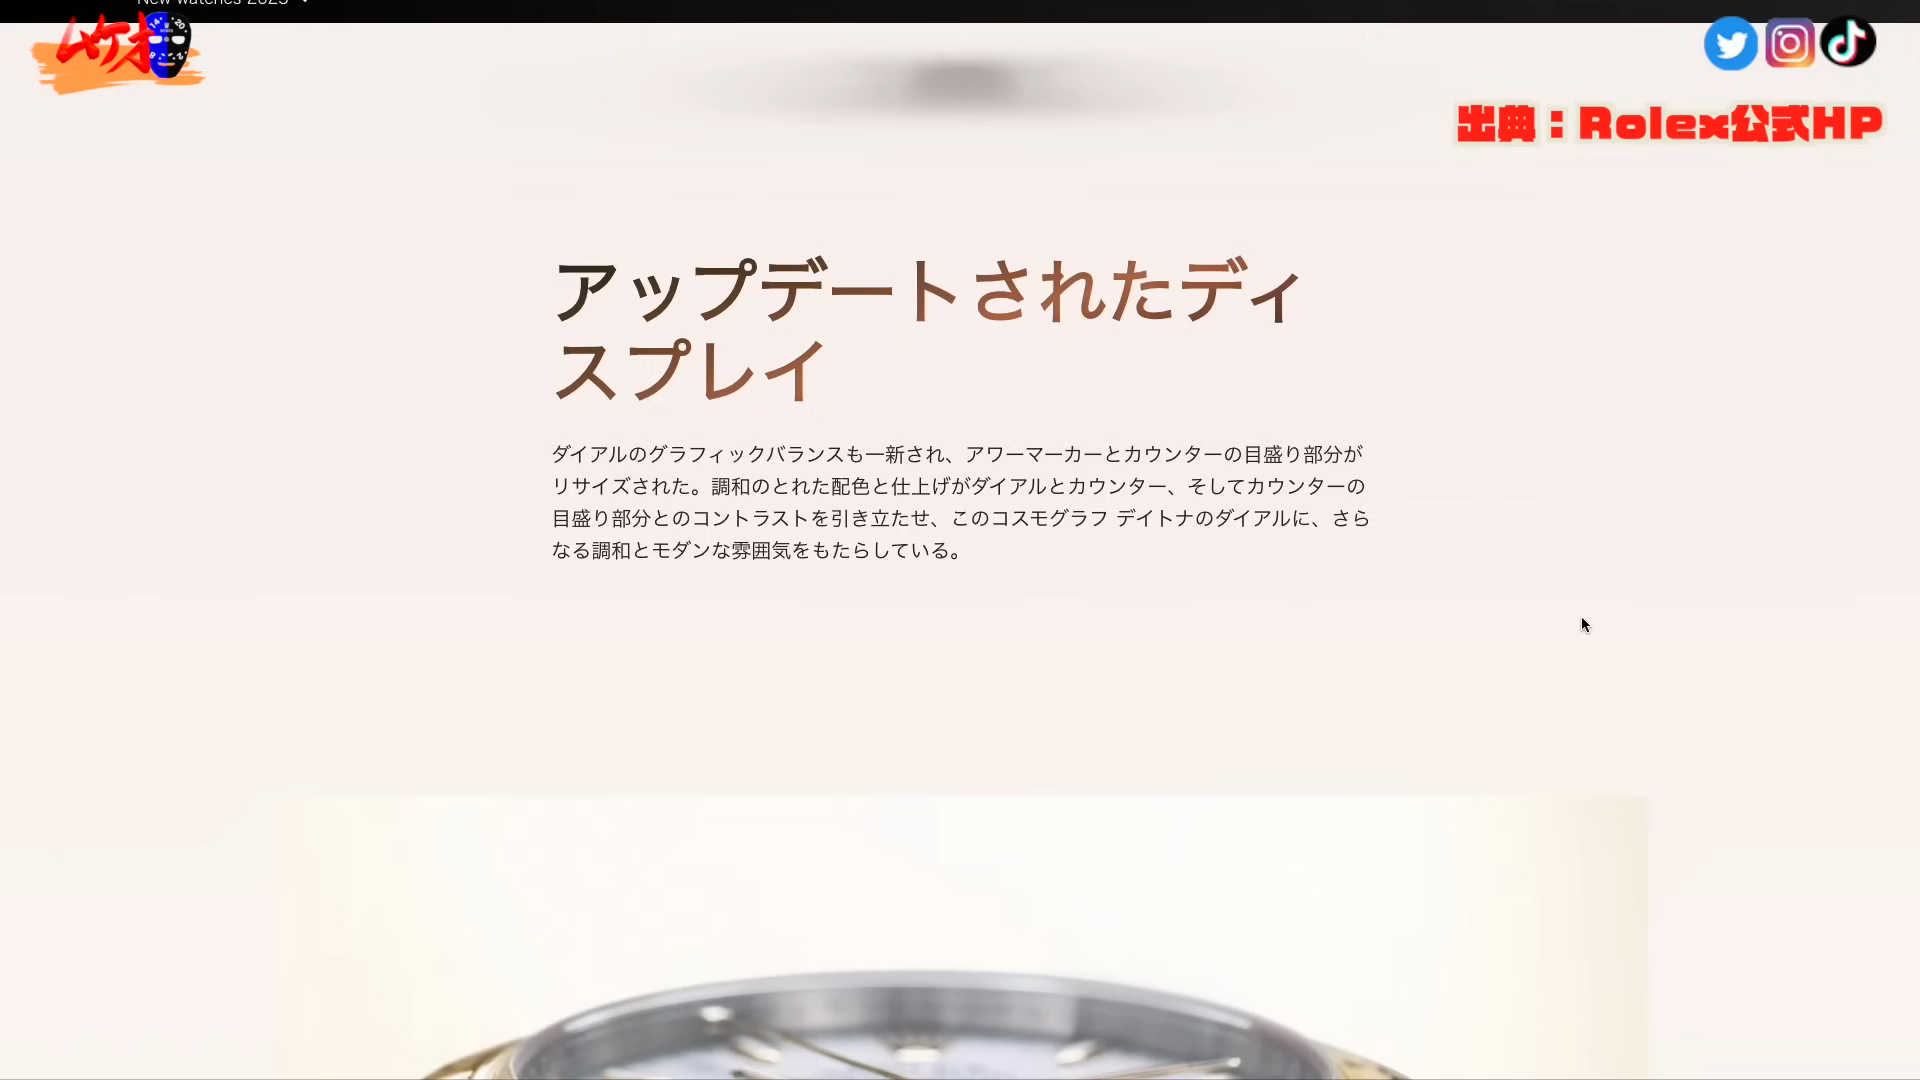 New watches 2023
ムケオ
出典：Rolex公式HP
アップデートされたディ
スプレイ
ダイアルのグラフィックバランスも一新され、アワーマーカーとカウンターの目盛り部分が
リサイズされた。調和のとれた配色と仕上げがダイアルとカウンター、そしてカウンターの
目盛り部分とのコントラストを引き立たせ、このコスモグラフ デイトナのダイアルに、さら
なる調和とモダンな雰囲気をもたらしている。